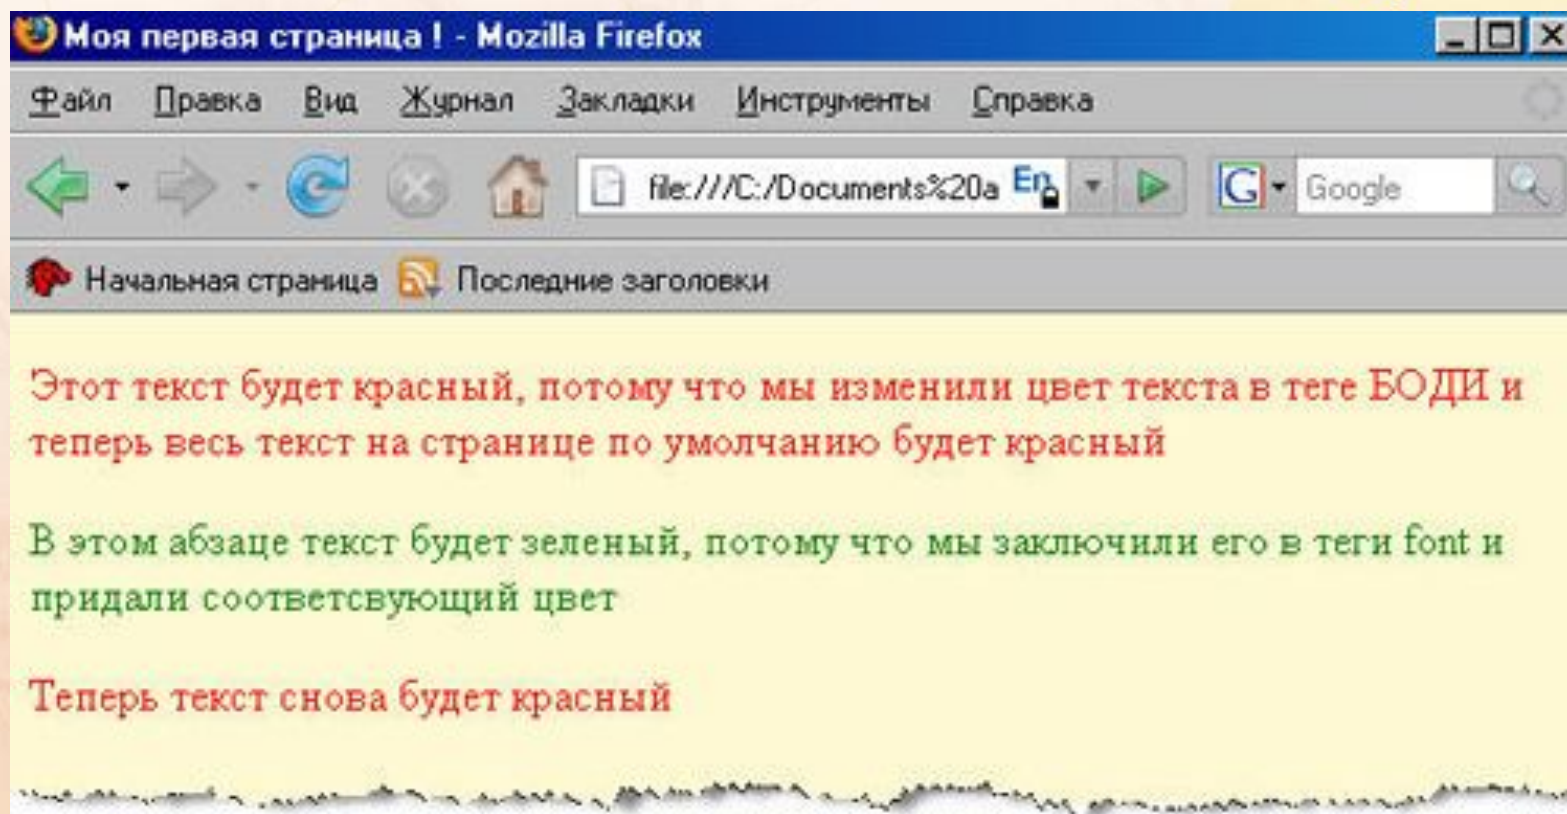 Моя первая страница ! - Mozilla Firefox
Файл Правка Вид Журнал Закладки Инструменты Справка
file:///C:/Documents%20a En G Google
Начальная страница Последние заголовки
Этот текст будет красный, потому что мы изменили цвет текста в теге БОДИ и
теперь весь текст на странице по умолчанию будет красный
В этом абзаце текст будет зеленый, потому что мы заключили его в теги font и
придали соответсвующий цвет
Теперь текст снова будет красный